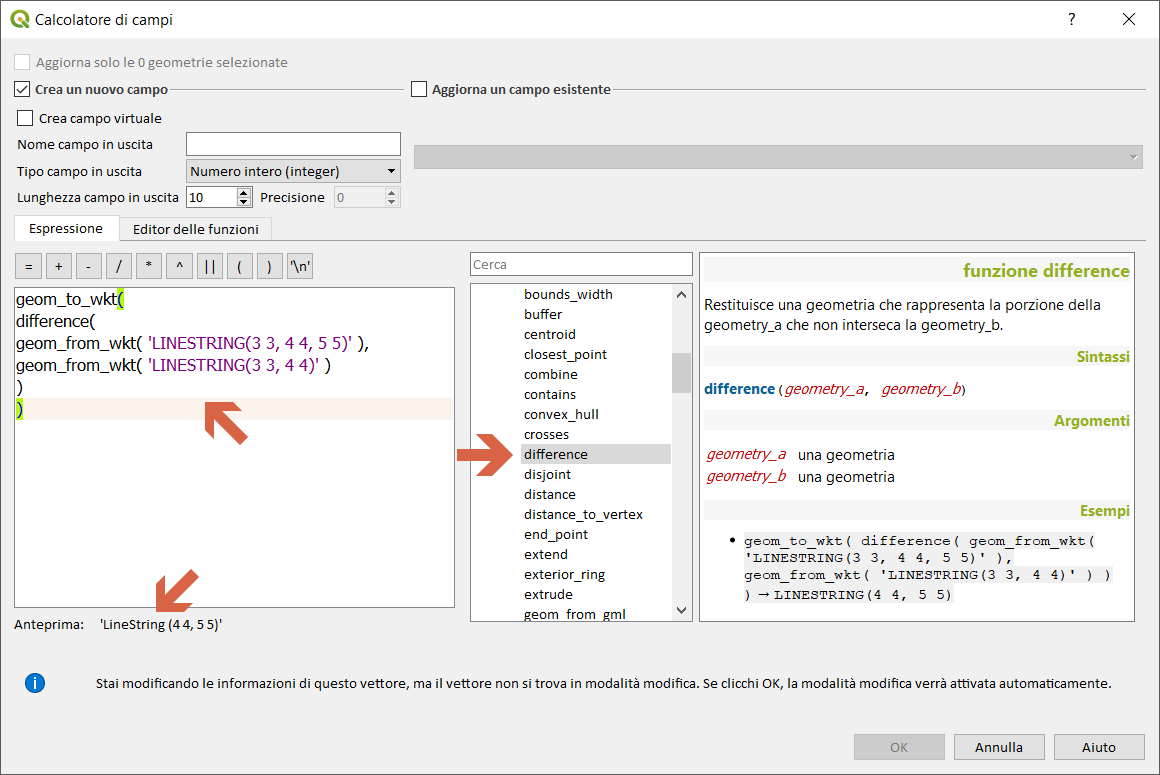 Calcolatore di campi
?
Aggiorna solo le 0 geometrie selezionate
Crea un nuovo campo
Aggiorna un campo esistente
Crea campo virtuale
Nome campo in uscita
Tipo campo in uscita Numero intero (integer)
Lunghezza campo in uscita 10 Precisione 0
Espressione Editor delle funzioni
= + - / * ^ || ( ) '\n'
geom_to_wkt(
difference(
geom_from_wkt( 'LINESTRING(3 3, 4 4, 5 5)' ),
geom_from_wkt( 'LINESTRING(3 3, 4 4)' )
)
)
Anteprima: 'LineString (4 4, 5 5)'
Cerca
bounds_width
buffer
centroid
closest_point
combine
contains
convex_hull
crosses
difference
disjoint
distance
distance_to_vertex
end_point
extend
exterior_ring
extrude
geom_from_gml
funzione difference
Restituisce una geometria che rappresenta la porzione della
geometry_a che non interseca la geometry_b.
Sintassi
difference(geometry_a, geometry_b)
Argomenti
geometry_a una geometria
geometry_b una geometria
Esempi
• geom_to_wkt( difference( geom_from_wkt(
'LINESTRING(3 3, 4 4, 5 5)' ),
geom_from_wkt( 'LINESTRING(3 3, 4 4)' ) )
) → LINESTRING(4 4, 5 5)
Stai modificando le informazioni di questo vettore, ma il vettore non si trova in modalità modifica. Se clicchi OK, la modalità modifica verrà attivata automaticamente.
OK Annulla Aiuto